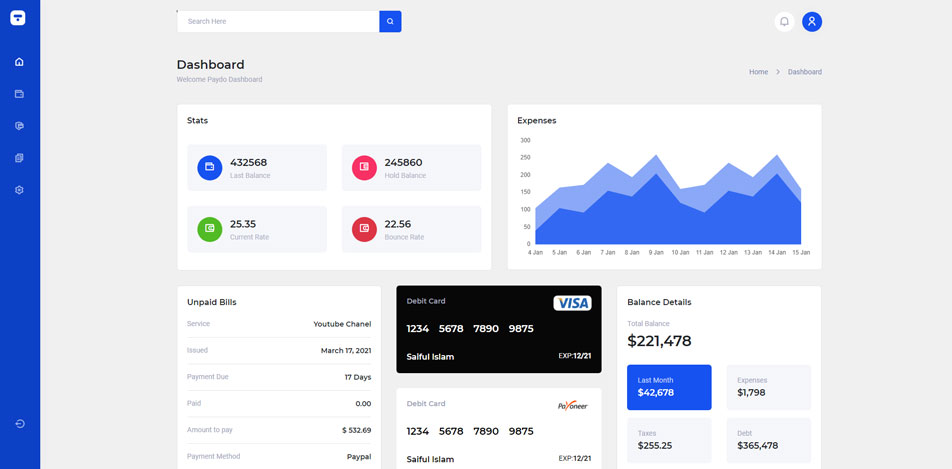 Search Here
Dashboard
Welcome Paydo Dashboard
Home > Dashboard
Stats
432568
Last Balance
245860
Hold Balance
25.35
Current Rate
22.56
Bounce Rate
Expenses
300
250
200
150
100
50
0
4 Jan 5 Jan 6 Jan 7 Jan 8 Jan 9 Jan 10 Jan 11 Jan 12 Jan 13 Jan 14 Jan 15 Jan
Unpaid Bills
Service Youtube Chanel
Issued March 17, 2021
Payment Due 17 Days
Paid 0.00
Amount to pay $ 532.69
Payment Method Paypal
Debit Card VISA
1234 5678 7890 9875
Saiful Islam EXP:12/21
Debit Card Payoneer
1234 5678 7890 9875
Saiful Islam EXP:12/21
Balance Details
Total Balance
$221,478
Last Month
$42,678
Expenses
$1,798
Taxes
$255.25
Debt
$365,478